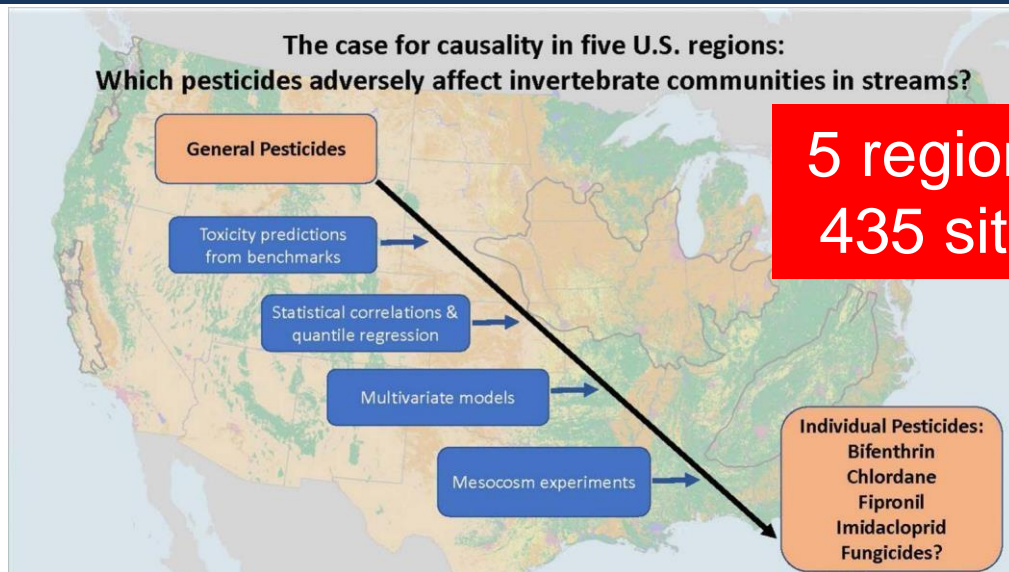 The case for causality in five U.S. regions:
Which pesticides adversely affect invertebrate communities in streams?
5 region
435 sit
General Pesticides
Toxicity predictions
from benchmarks
Statistical correlations &
quantile regression
Multivariate models
Mesocosm experiments
Individual Pesticides:
Bifenthrin
Chlordane
Fipronil
Imidacloprid
Fungicides?